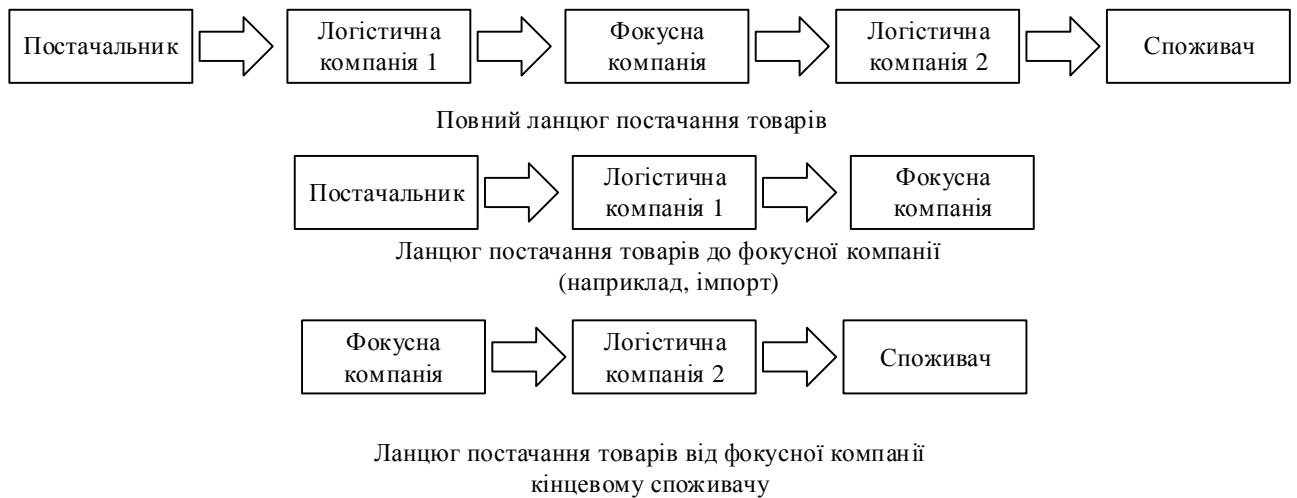 Постачальник
Логістична
компанія 1
Фокусна
компанія
Логістична
компанія 2
Споживач
Повний ланцюг постачання товарів
Постачальник
Логістична
компанія 1
Фокусна
компанія
Ланцюг постачання товарів до фокусної компанії
(наприклад, імпорт)
Фокусна
компанія
Логістична
компанія 2
Споживач
Ланцюг постачання товарів від фокусної компанії
кінцевому споживачу